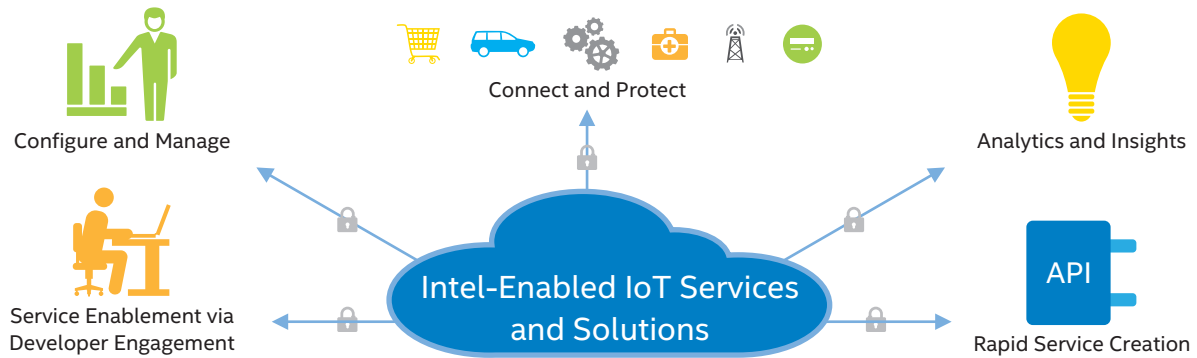 Connect and Protect
Configure and Manage
Analytics and Insights
Intel-Enabled IoT Services
and Solutions
API
Service Enablement via
Developer Engagement
Rapid Service Creation